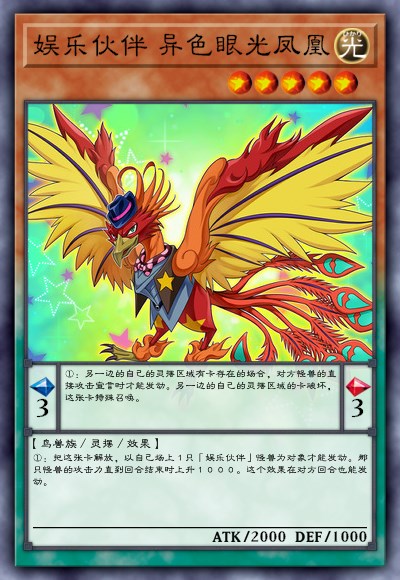 娱乐伙伴 异色眼光凤凰
光
①：另一边的自己的灵摆区域有卡存在的场合，对方怪兽的直
接攻击宣言时才能发动。另一边的自己的灵摆区域的卡破坏，
这张卡特殊召唤。
3
3
【鸟兽族／灵摆／效果】
①：把这张卡解放，以自己场上１只「娱乐伙伴」怪兽为对象才能发动。那
只怪兽的攻击力直到回合结束时上升１０００。这个效果在对方回合也能发
动。
ATK/2000 DEF/1000